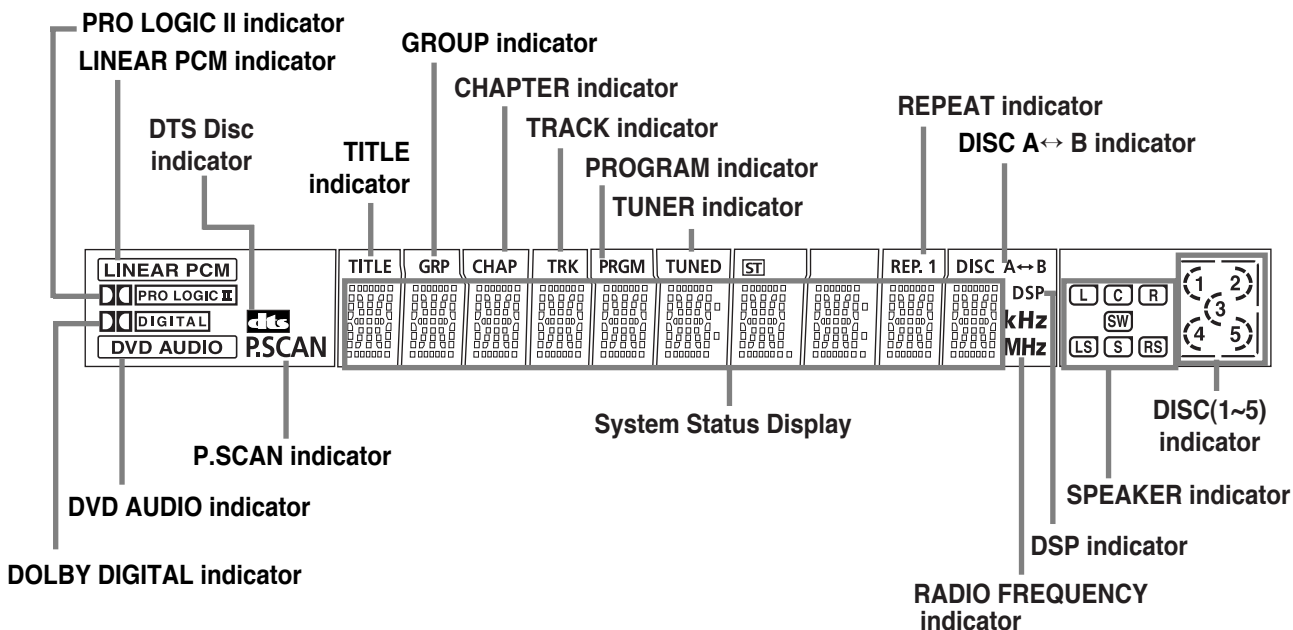 PRO LOGIC II indicator
LINEAR PCM indicator
GROUP indicator
CHAPTER indicator
TRACK indicator
PROGRAM indicator
TUNER indicator
REPEAT indicator
DISC A↔ B indicator
DTS Disc
indicator
TITLE
indicator
LINEAR PCM
PRO LOGIC II
DIGITAL
DVD AUDIO
dts
P.SCAN
TITLE GRP CHAP TRK PRGM TUNED ST REP. 1 DISC A↔B
DSP
kHz
MHz
L C R
SW
LS S RS
1 2
3
4 5
System Status Display
P.SCAN indicator
DVD AUDIO indicator
DOLBY DIGITAL indicator
DISC(1~5)
indicator
SPEAKER indicator
DSP indicator
RADIO FREQUENCY
indicator